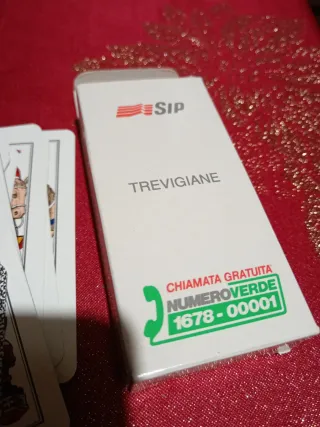 SIP
TREVIGIANE
CHIAMATA GRATUITA
NUMEROVERDE
1678 - 00001